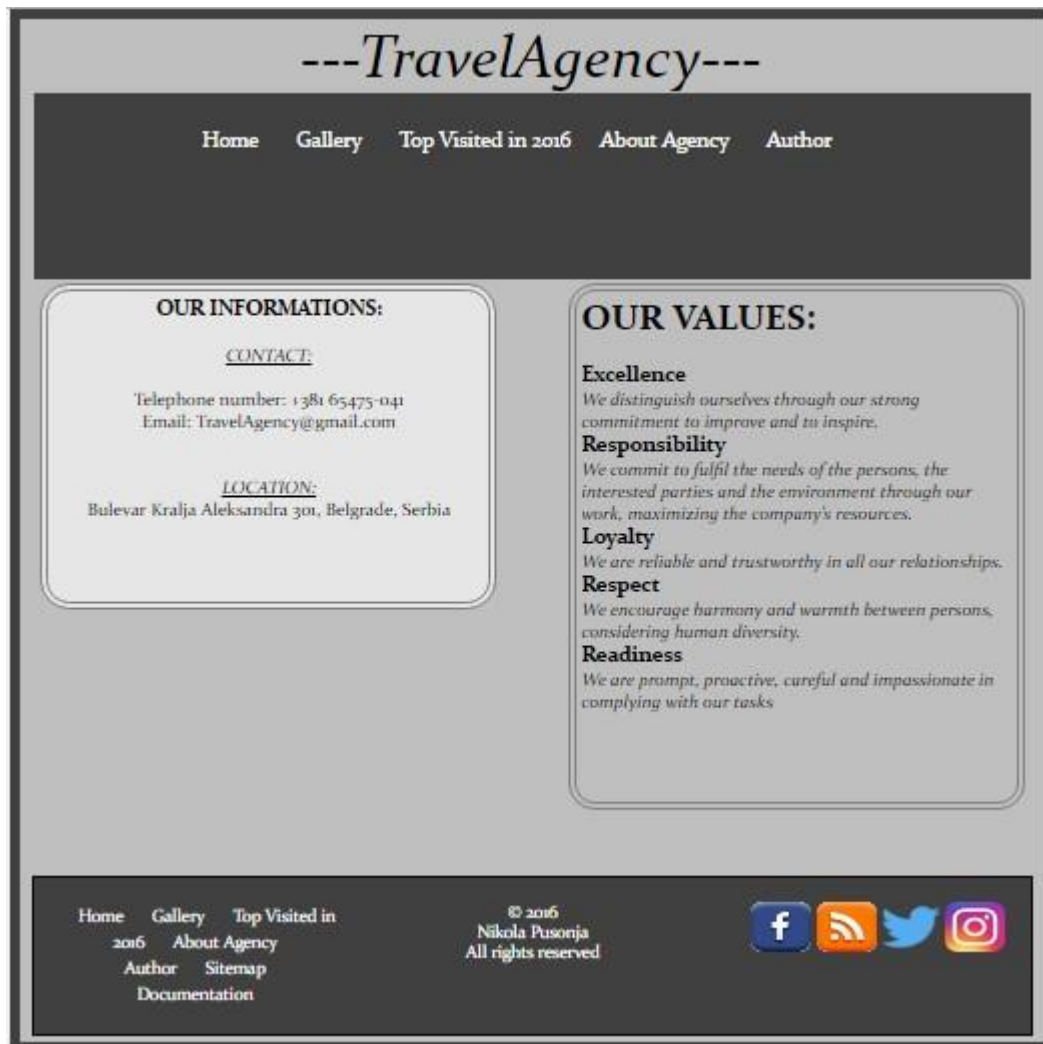 ---TravelAgency---
Home Gallery Top Visited in 2016 About Agency Author
OUR INFORMATIONS:
CONTACT:
Telephone number: +381 65475-041
Email: TravelAgency@gmail.com
LOCATION:
Bulevar Kralja Aleksandra 301, Belgrade, Serbia
OUR VALUES:
Excellence
We distinguish ourselves through our strong
commitment to improve and to inspire.
Responsibility
We commit to fulfil the needs of the persons, the
interested parties and the environment through our
work, maximizing the company's resources.
Loyalty
We are reliable and trustworthy in all our relationships.
Respect
We encourage harmony and warmth between persons,
considering human diversity.
Readiness
We are prompt, proactive, careful and impassionate in
complying with our tasks
Home Gallery Top Visited in
2016 About Agency
Author Sitemap
Documentation
© 2016
Nikola Pusonja
All rights reserved